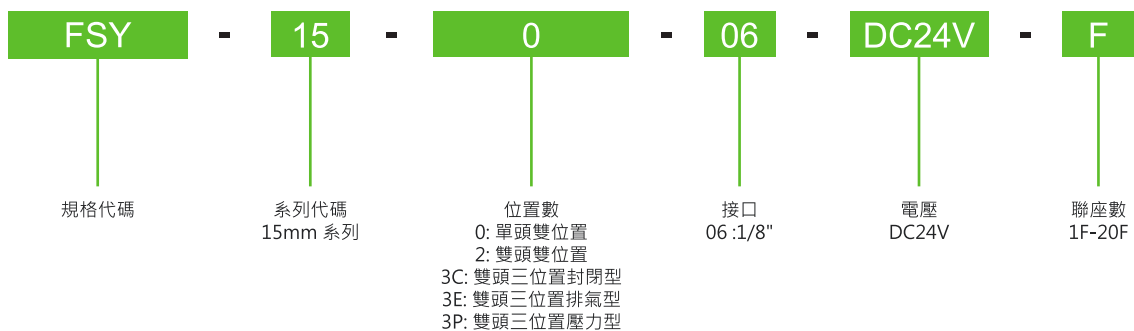 FSY - 15 - 0 - 06 - DC24V - F
規格代碼
系列代碼
15mm 系列
位置數
0: 單頭雙位置
2: 雙頭雙位置
3C: 雙頭三位置封閉型
3E: 雙頭三位置排氣型
3P: 雙頭三位置壓力型
接口
06 :1/8"
電壓
DC24V
聯座數
1F-20F